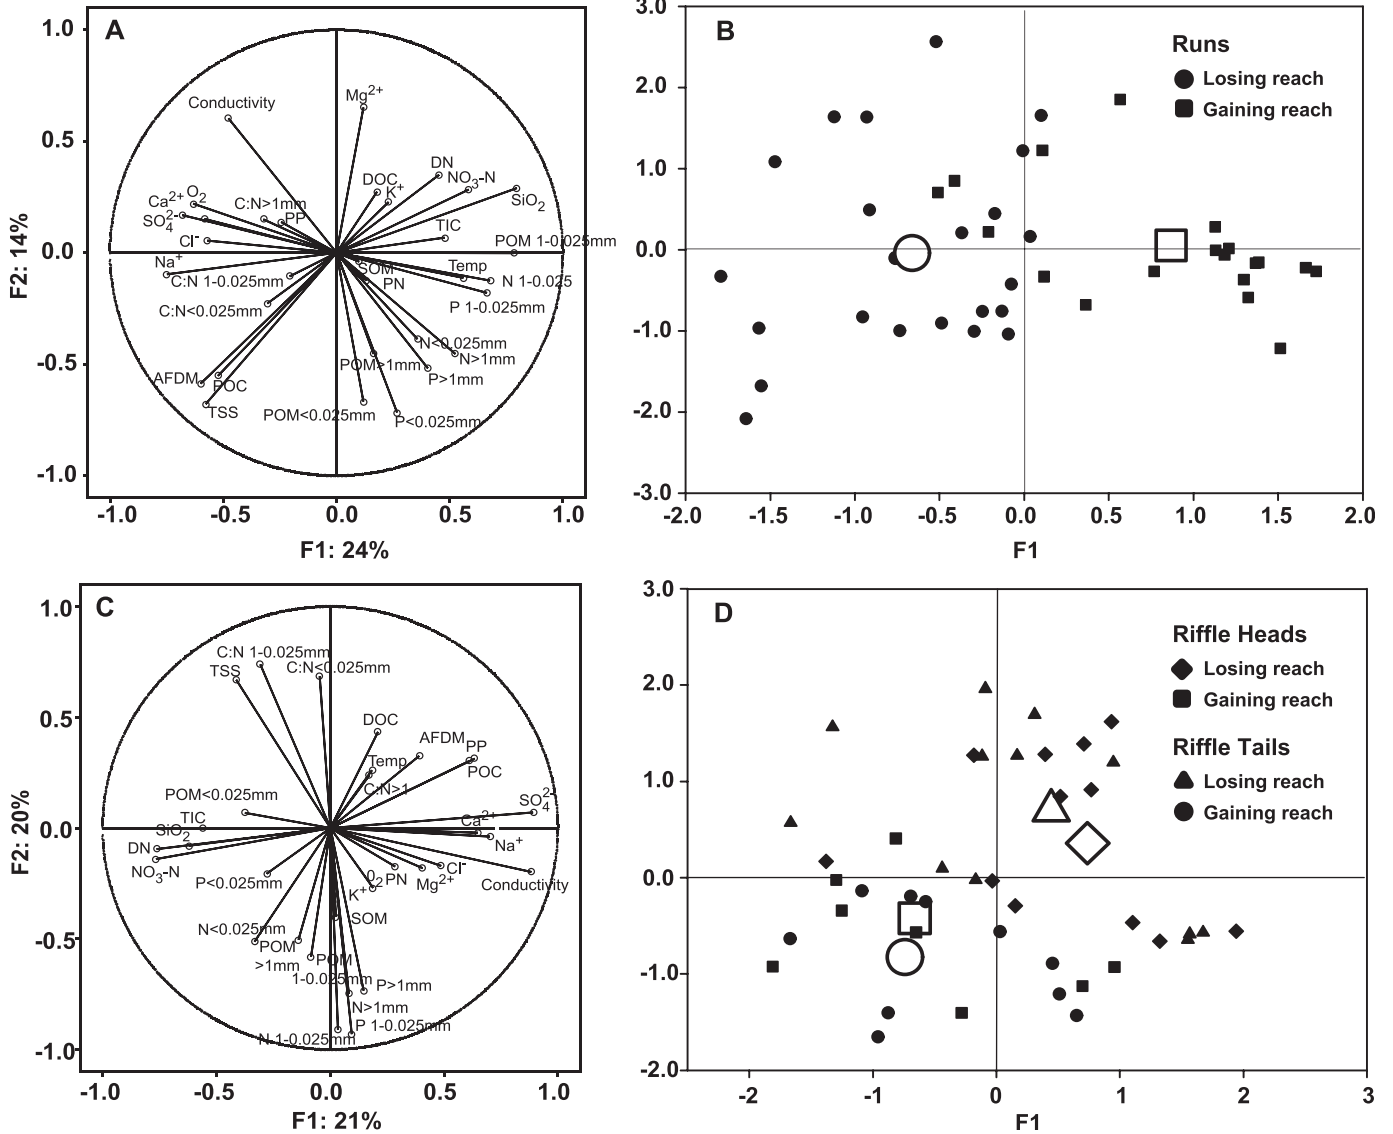 A
1.0
0.5
0.0
-0.5
-1.0
F2: 14%
Conductivity
Mg2+
DN
NO3-N
DOC
K+
SiO2
Ca2+
O2
C:N>1mm
PP
SO42-
Cl-
TIC
POM 1-0.025mm
Na+
SOM
Temp
C:N 1-0.025mm
PN
N 1-0.025
C:N<0.025mm
P 1-0.025mm
N<0.025mm
N>1mm
POM>1mm
P>1mm
AFDM
POC
TSS
POM<0.025mm
P<0.025mm
-1.0 -0.5 0.0 0.5 1.0
F1: 24%
B
3.0
2.0
1.0
0.0
-1.0
-2.0
-3.0
Runs
Losing reach
Gaining reach
-2.0 -1.5 -1.0 -0.5 0.0 0.5 1.0 1.5 2.0
F1
C
1.0
0.5
0.0
-0.5
-1.0
F2: 20%
C:N 1-0.025mm
TSS
C:N<0.025mm
DOC
AFDM
PP
Temp
POC
C:N>1
POM<0.025mm
SO42-
TIC
Ca2+
SiO2
DN
Na+
NO3-N
Cl-
P<0.025mm
O2
PN
Mg2+
Conductivity
K+
SOM
N<0.025mm
POM
>1mm
POM
1-0.025mm
P>1mm
N>1mm
P 1-0.025mm
N 1-0.025mm
-1.0 -0.5 0.0 0.5 1.0
F1: 21%
D
3.0
2.0
1.0
0.0
-1.0
-2.0
Riffle Heads
Losing reach
Gaining reach
Riffle Tails
Losing reach
Gaining reach
-2 -1 0 1 2 3
F1